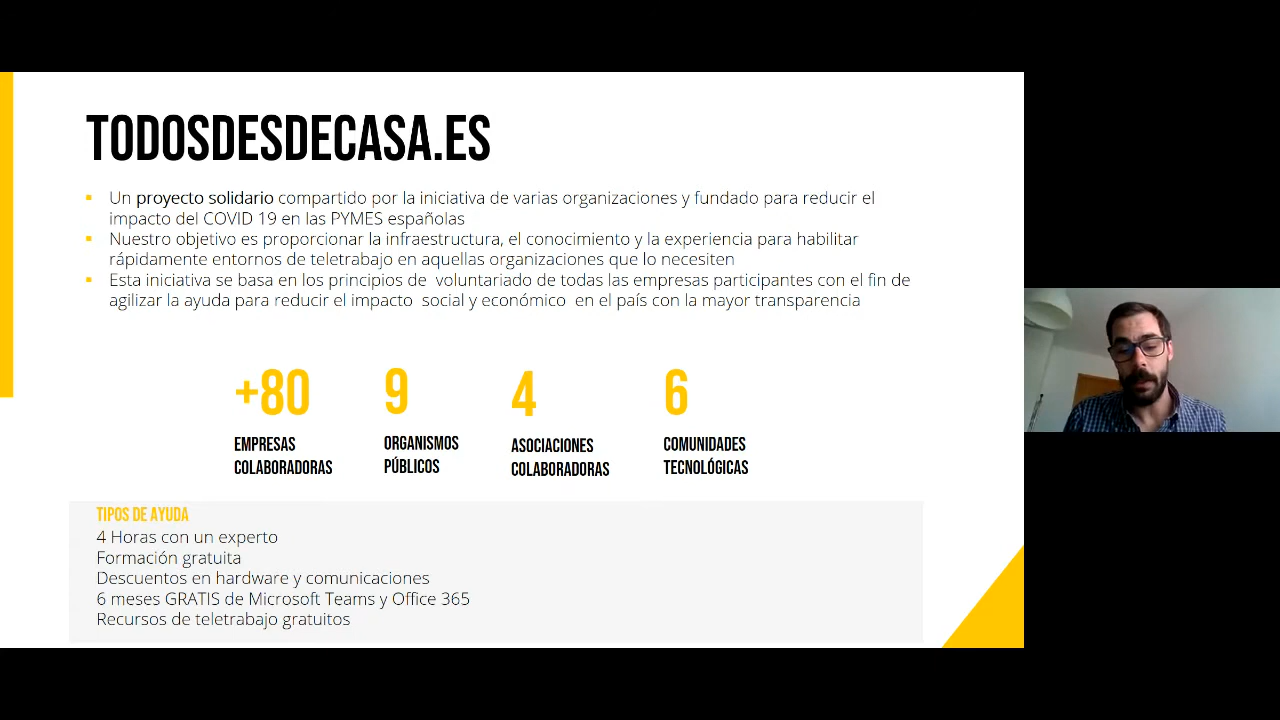 TODOSDESDECASA.ES
Un proyecto solidario compartido por la iniciativa de varias organizaciones y fundado para reducir el
impacto del COVID 19 en las PYMES españolas
Nuestro objetivo es proporcionar la infraestructura, el conocimiento y la experiencia para habilitar
rápidamente entornos de teletrabajo en aquellas organizaciones que lo necesiten
Esta iniciativa se basa en los principios de voluntariado de todas las empresas participantes con el fin de
agilizar la ayuda para reducir el impacto social y económico en el país con la mayor transparencia
+80
EMPRESAS
COLABORADORAS
9
ORGANISMOS
PÚBLICOS
4
ASOCIACIONES
COLABORADORAS
6
COMUNIDADES
TECNOLÓGICAS
TIPOS DE AYUDA
4 Horas con un experto
Formación gratuita
Descuentos en hardware y comunicaciones
6 meses GRATIS de Microsoft Teams y Office 365
Recursos de teletrabajo gratuitos